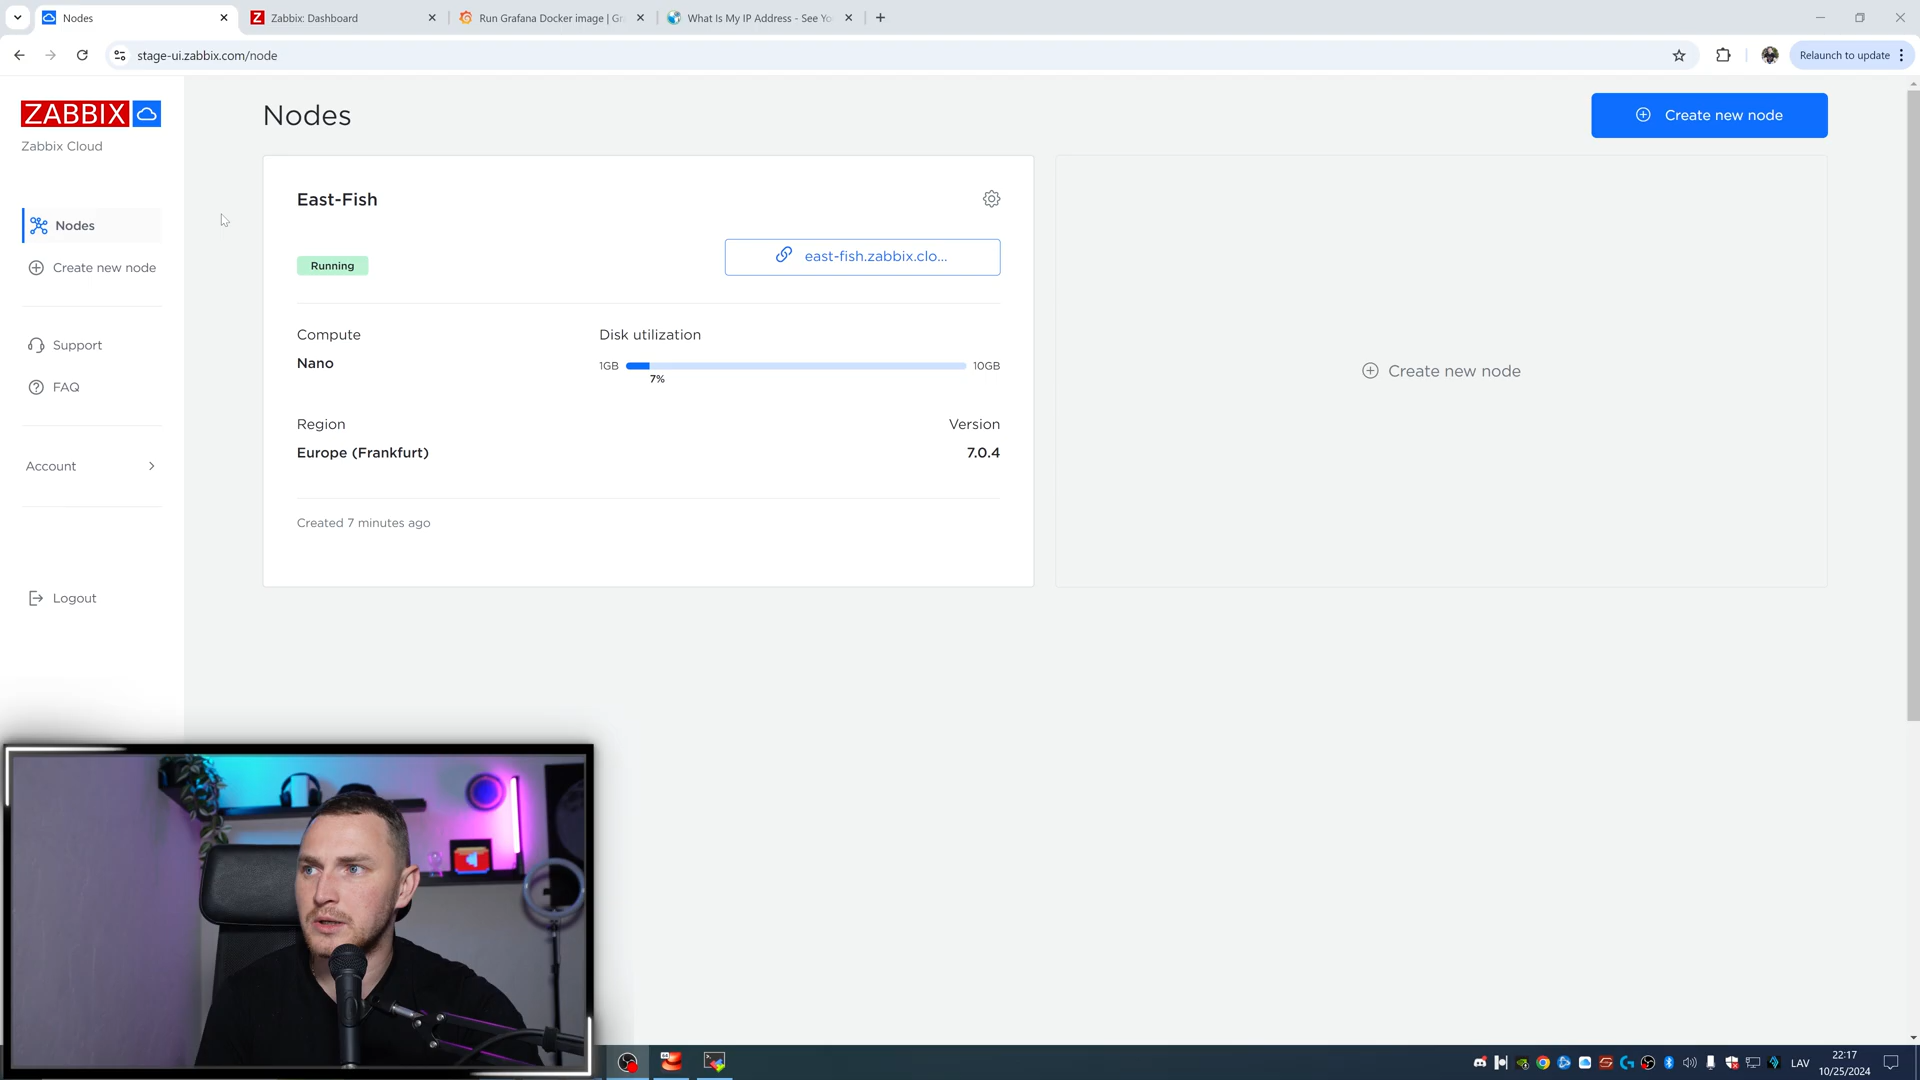 Nodes
Zabbix: Dashboard
Run Grafana Docker image | Gr
What Is My IP Address - See Yo
stage-ui.zabbix.com/node
Relaunch to update
ZABBIX
Zabbix Cloud
Nodes
Create new node
Support
FAQ
Account
Logout
Nodes
Create new node
East-Fish
Running
east-fish.zabbix.clo...
Compute
Nano
Disk utilization
1GB
10GB
7%
Region
Europe (Frankfurt)
Version
7.0.4
Created 7 minutes ago
Create new node
LAV
22:17
10/25/2024